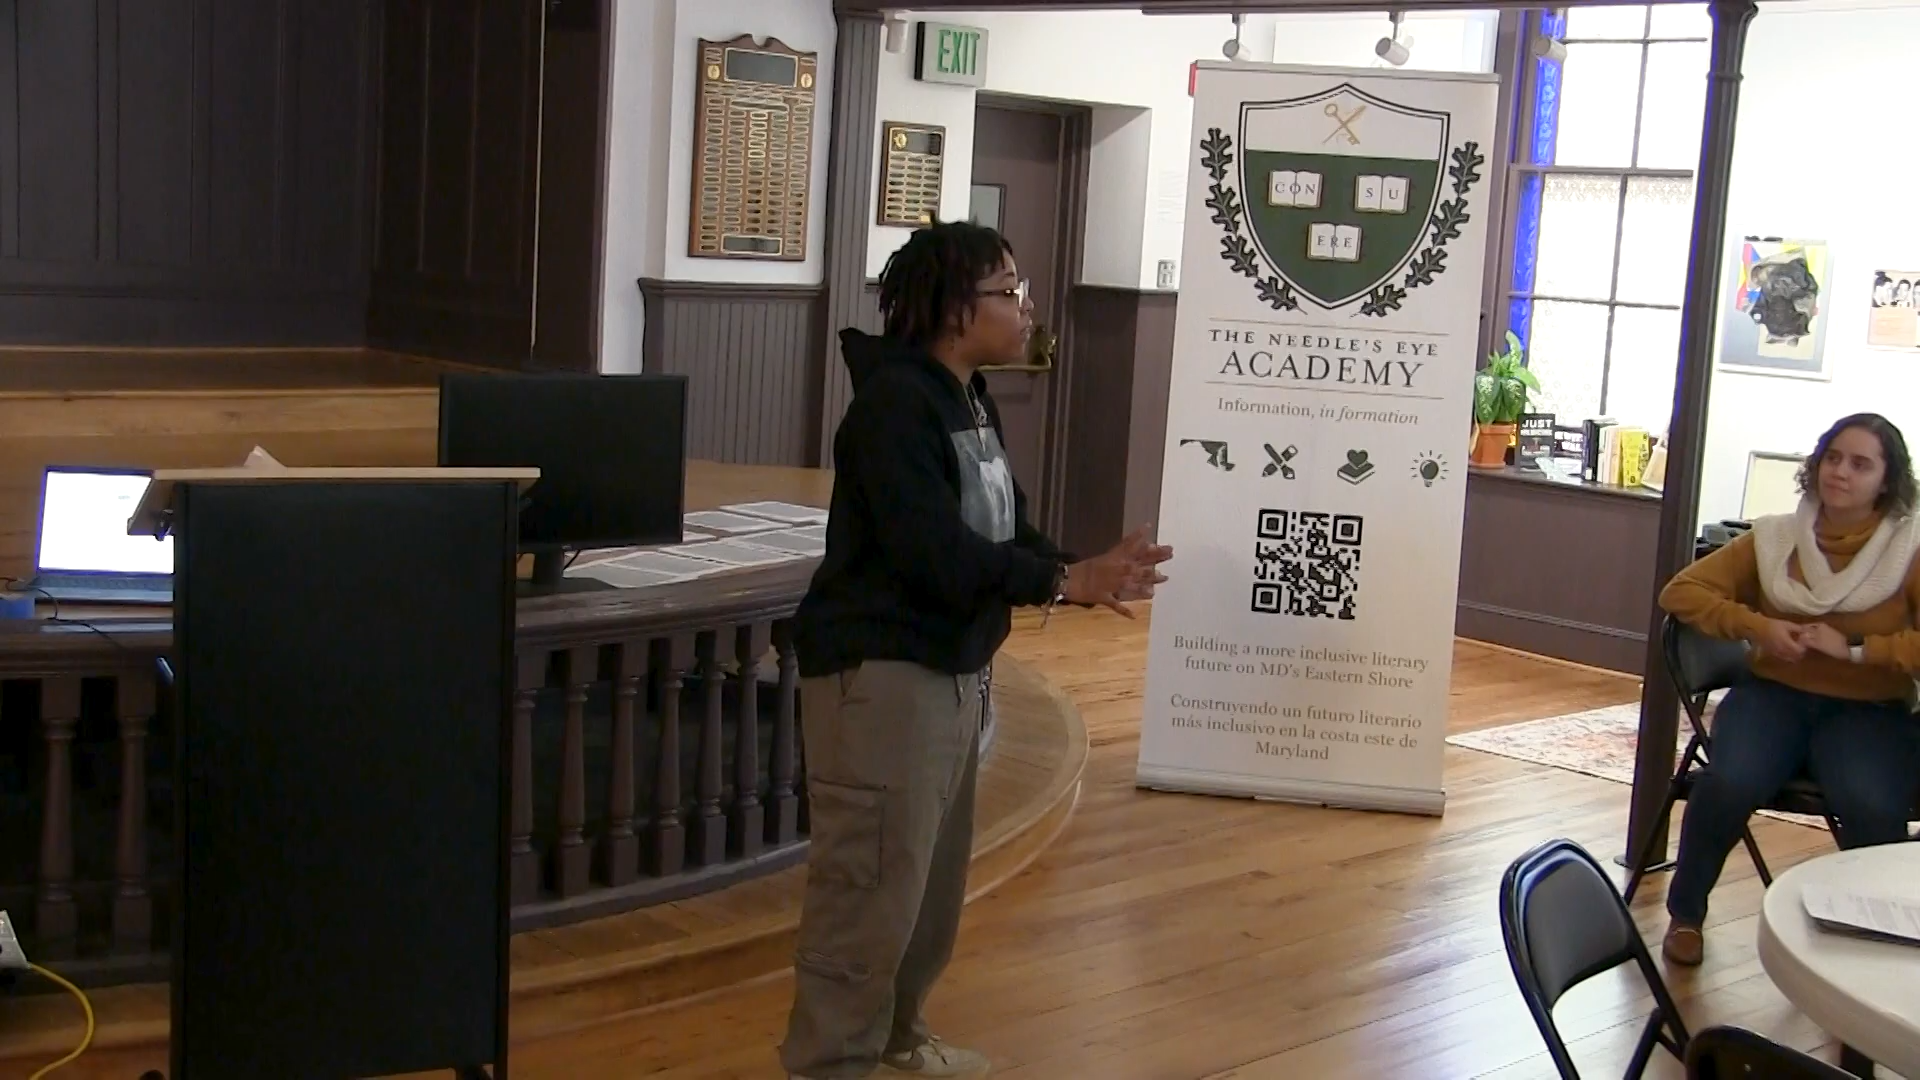 EXIT
CON
SU
ERE
THE NEEDLE'S EYE
ACADEMY
Information, in formation
Building a more inclusive literary
future on MD's Eastern Shore
Construyendo un futuro literario
más inclusivo en la costa este de
Maryland
JUST